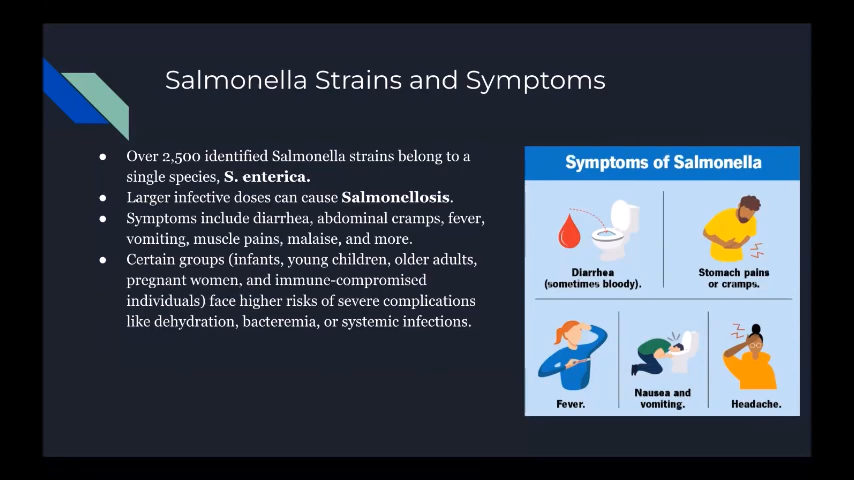 Salmonella Strains and Symptoms
● Over 2,500 identified Salmonella strains belong to a
single species, S. enterica.
● Larger infective doses can cause Salmonellosis.
● Symptoms include diarrhea, abdominal cramps, fever,
vomiting, muscle pains, malaise, and more.
● Certain groups (infants, young children, older adults,
pregnant women, and immune-compromised
individuals) face higher risks of severe complications
like dehydration, bacteremia, or systemic infections.
Symptoms of Salmonella
Diarrhea
(sometimes bloody).
Stomach pains
or cramps.
Fever.
Nausea and
vomiting.
Headache.